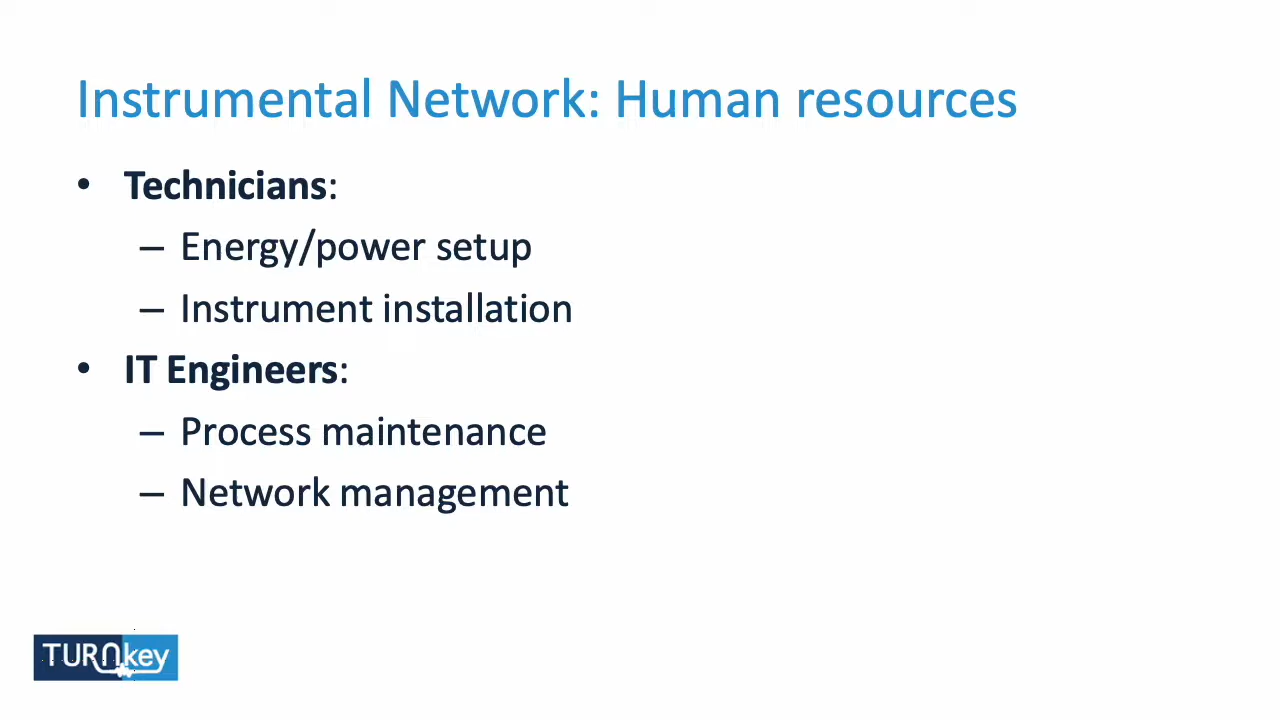 Instrumental Network: Human resources
• Technicians:
– Energy/power setup
– Instrument installation
• IT Engineers:
– Process maintenance
– Network management
TURNkey